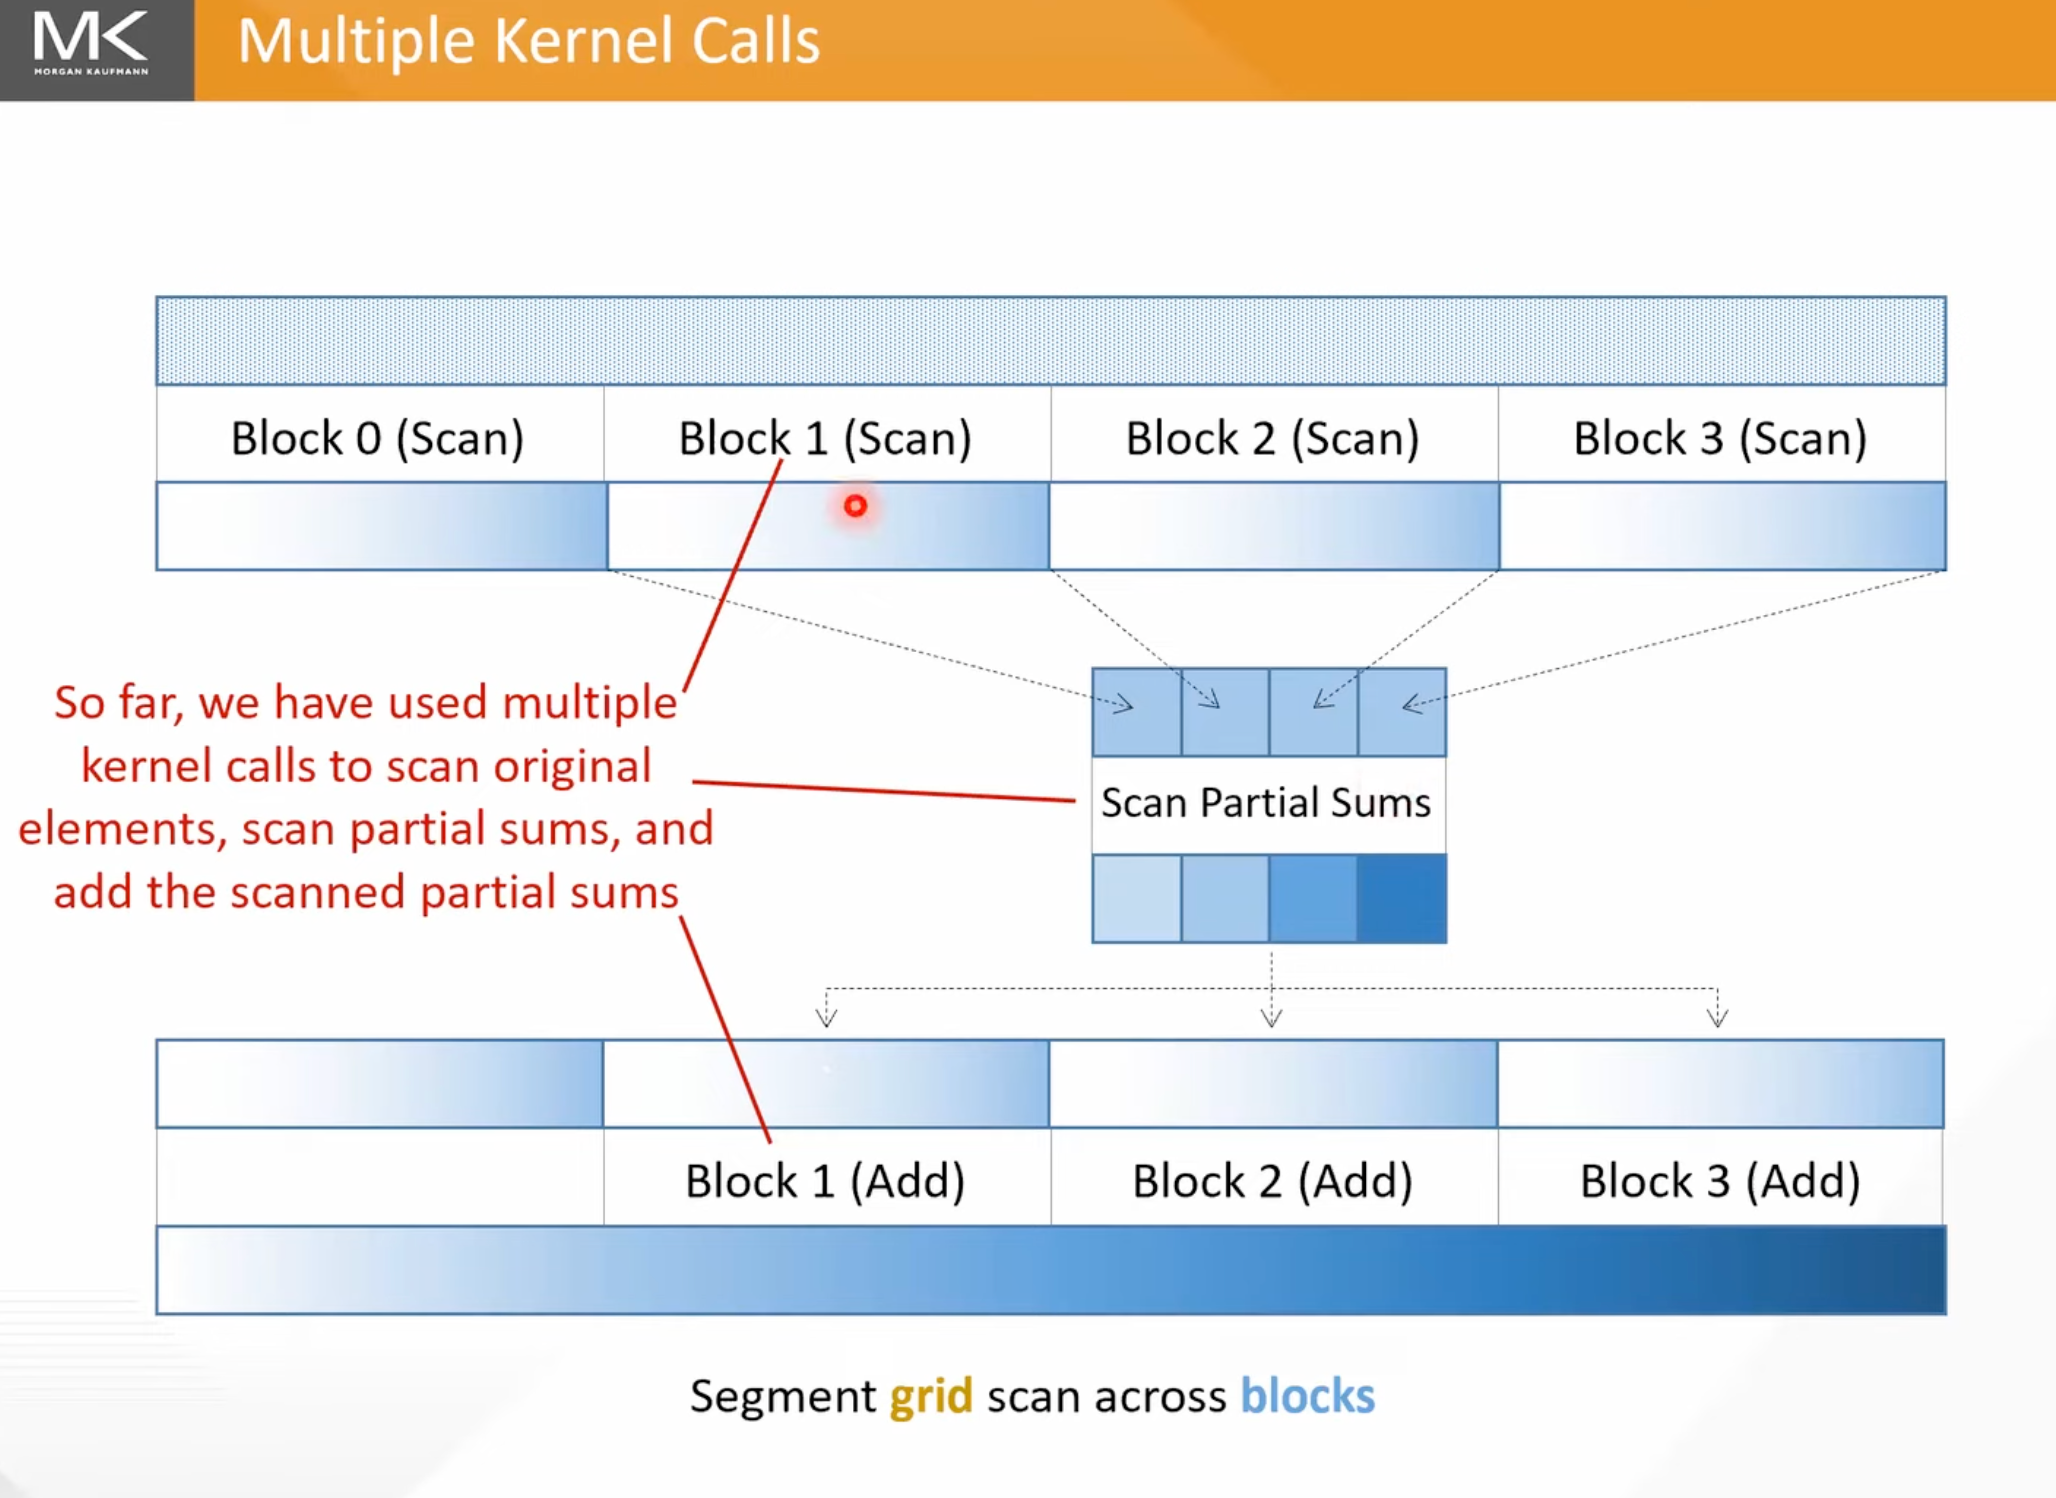 MK
MORGAN KAUFMANN
Multiple Kernel Calls
Block 0 (Scan)
Block 1 (Scan)
Block 2 (Scan)
Block 3 (Scan)
So far, we have used multiple
kernel calls to scan original
elements, scan partial sums, and
add the scanned partial sums
Scan Partial Sums
Block 1 (Add)
Block 2 (Add)
Block 3 (Add)
Segment grid scan across blocks